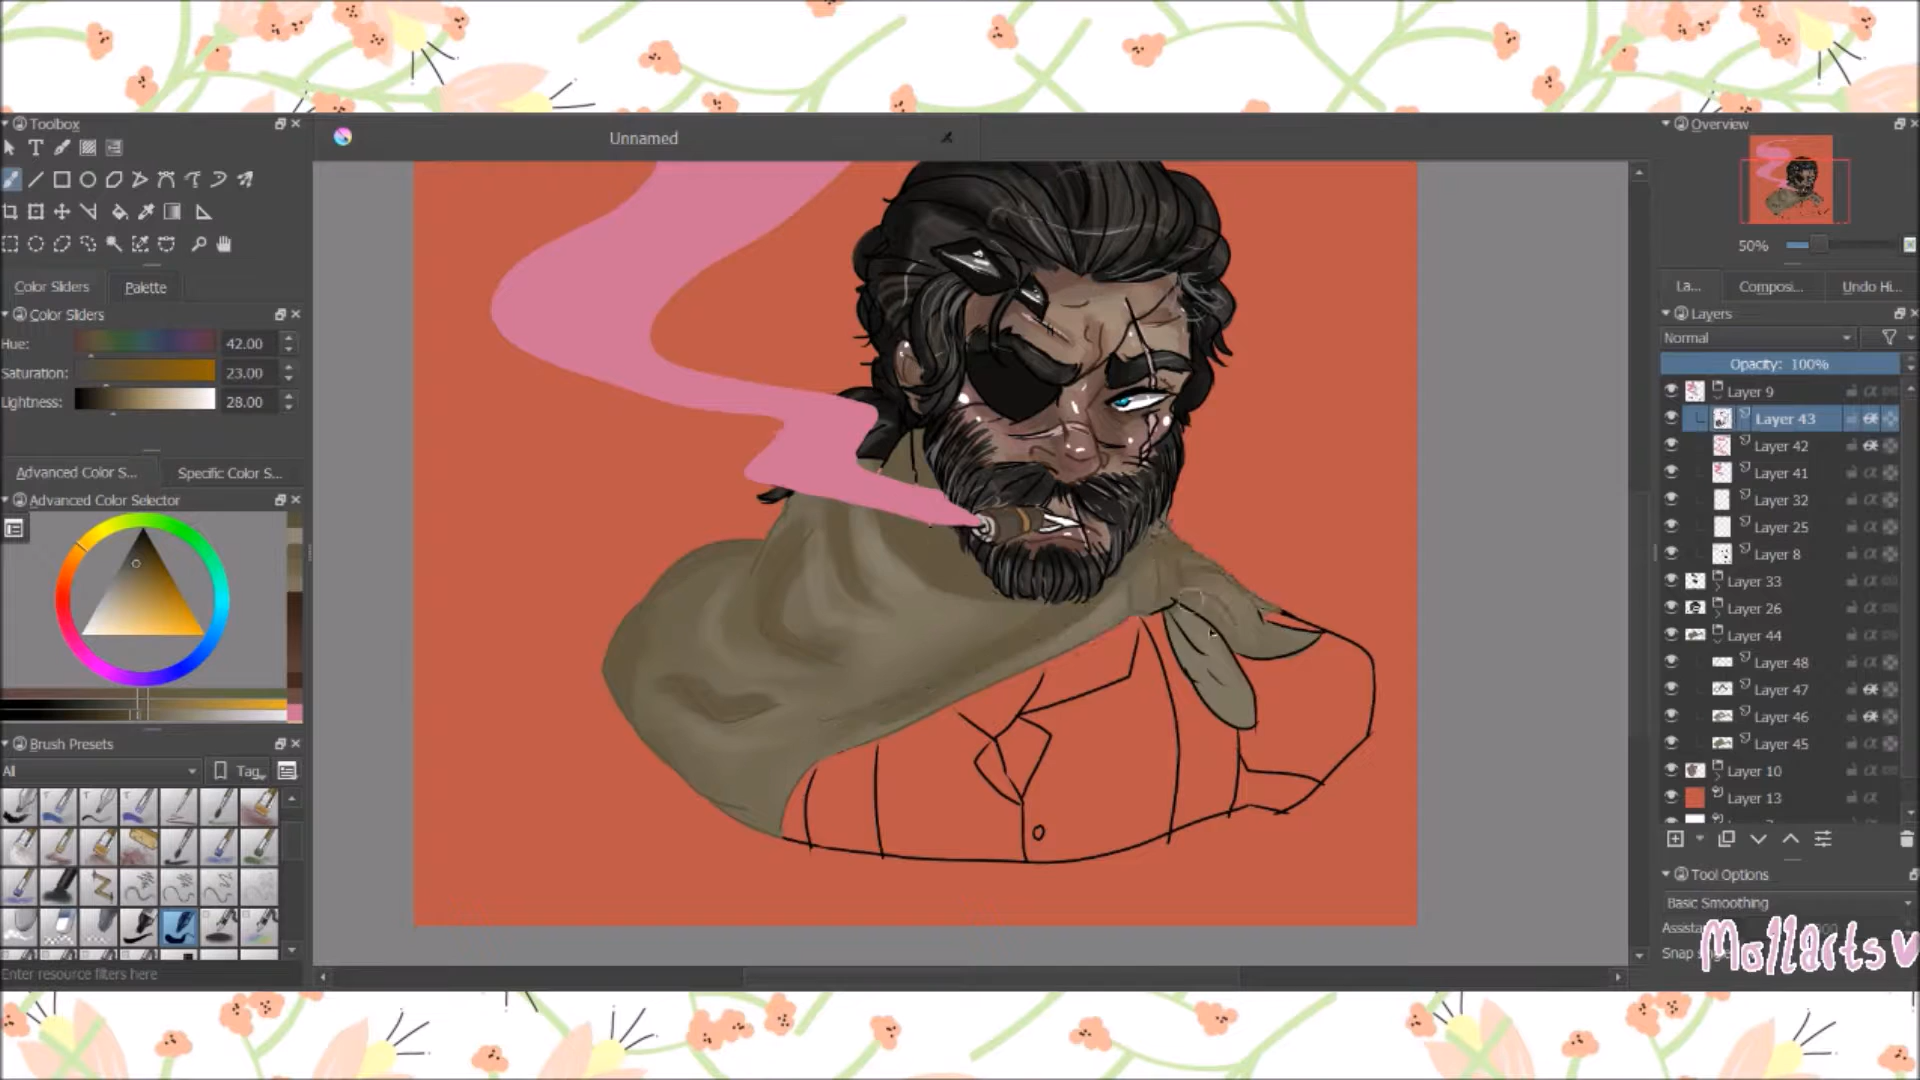 Toolbox
Unnamed
Overview
50%
Color Sliders
Palette
La...
Composi...
Undo Hi...
Color Sliders
Layers
Hue:
42.00
Normal
Saturation:
23.00
Opacity: 100%
Lightness:
28.00
Layer 9
Layer 43
Layer 42
Advanced Color S...
Specific Color S...
Layer 41
Advanced Color Selector
Layer 32
Layer 25
Layer 8
Layer 33
Layer 26
Layer 44
Layer 48
Layer 47
Layer 46
Brush Presets
Layer 45
All
Tag
Layer 10
Layer 13
Tool Options
Basic Smoothing
Assista
Snap
Mollarts
Enter resource filters here